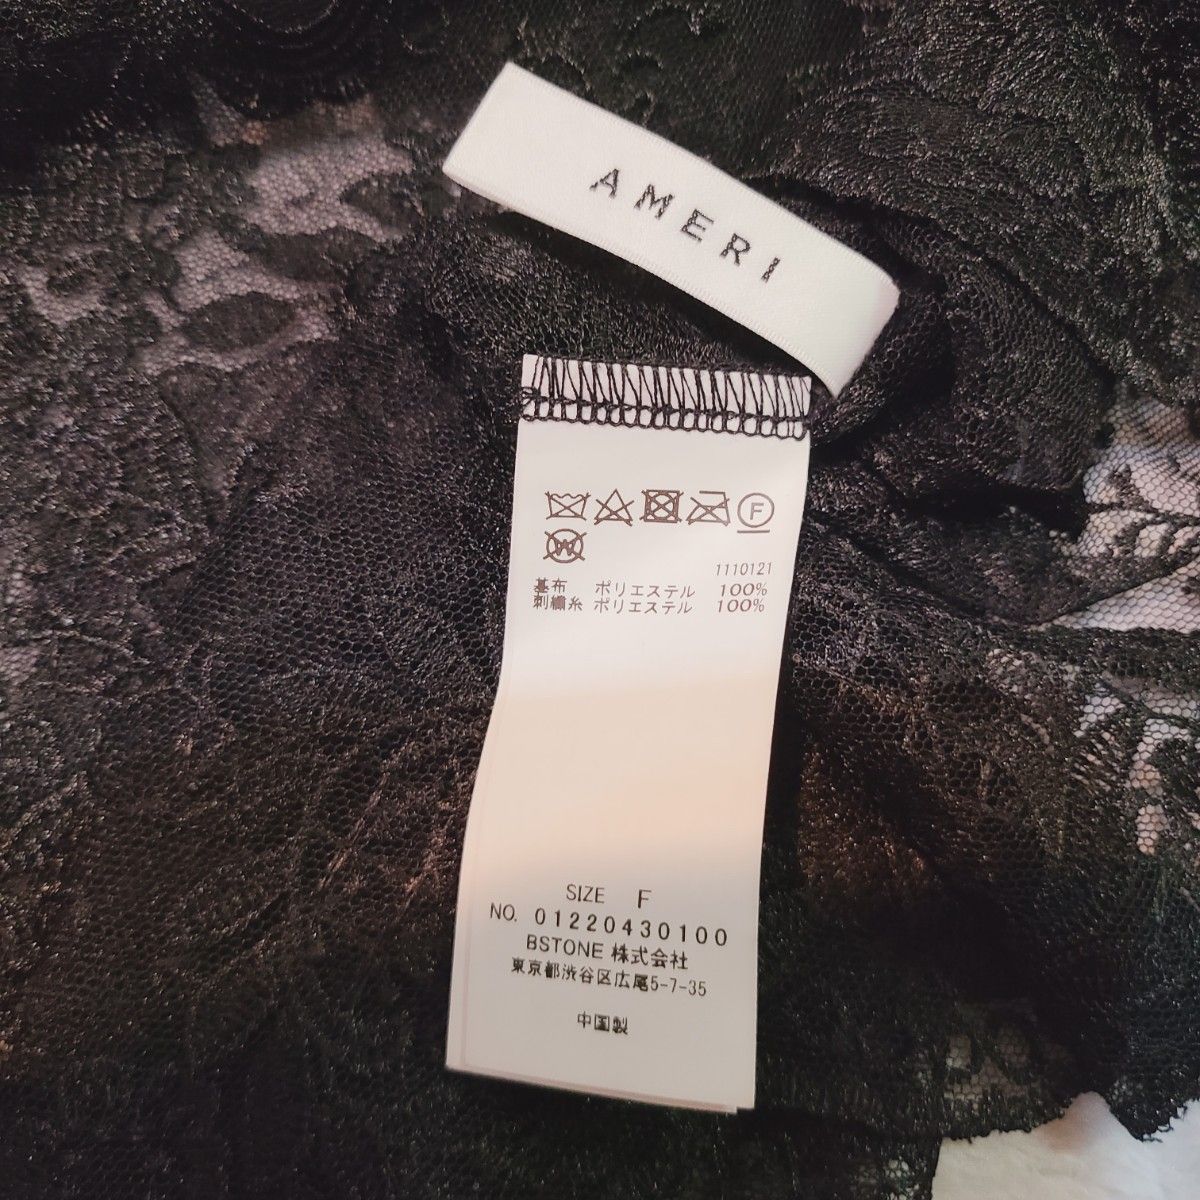 AMERI
F
W
1110121
基布 ポリエステル 100%
刺繍糸 ポリエステル 100%
SIZE F
NO. 01220430100
BSTONE 株式会社
東京都渋谷区広尾5-7-35
中国製